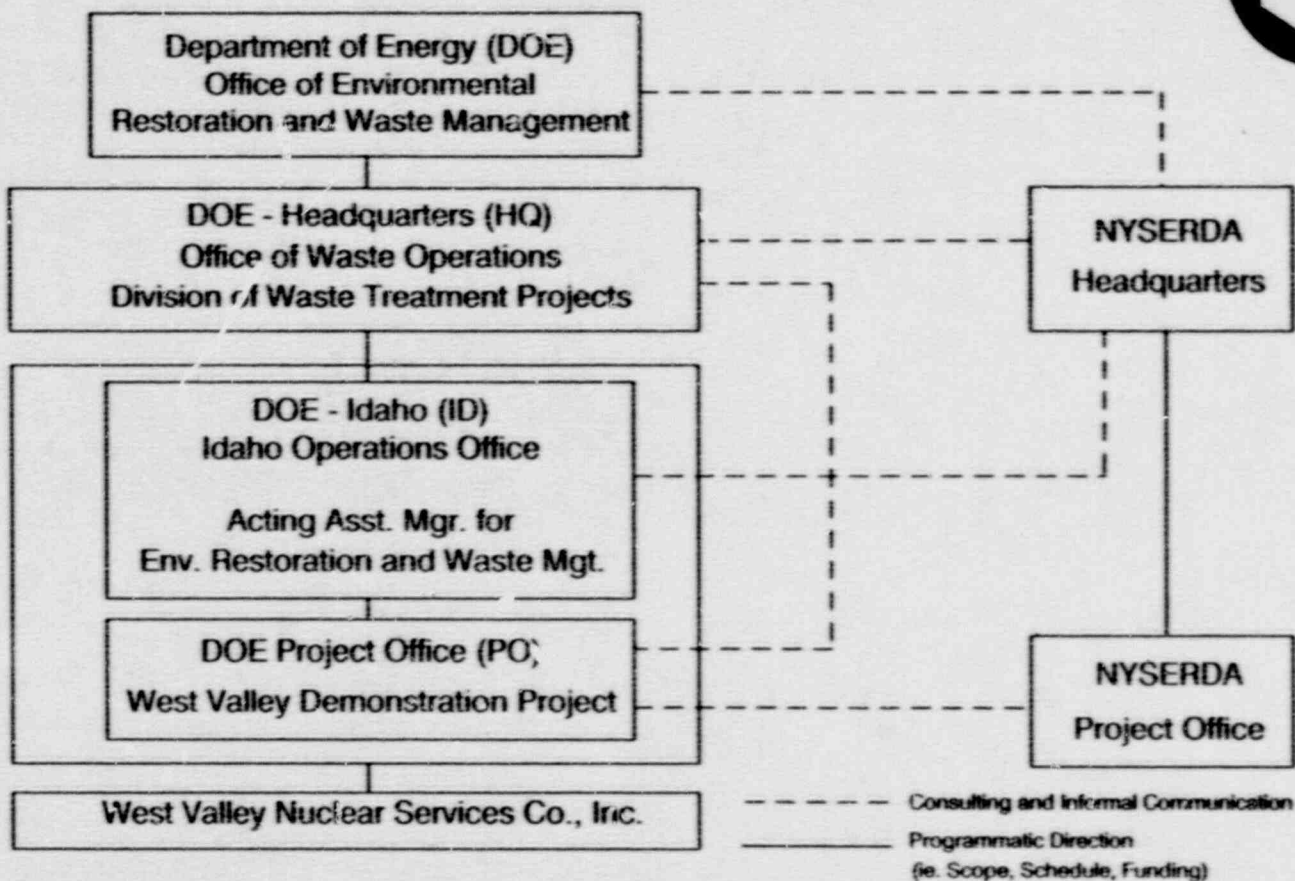 Department of Energy (DOE)
Office of Environmental
Restoration and Waste Management
DOE - Headquarters (HQ)
Office of Waste Operations
Division of Waste Treatment Projects
NYSERDA
Headquarters
DOE - Idaho (ID)
Idaho Operations Office
Acting Asst. Mgr. for
Env. Restoration and Waste Mgt.
DOE Project Office (PO)
West Valley Demonstration Project
NYSERDA
Project Office
West Valley Nuclear Services Co., Inc.
Consulting and Informal Communication
Programmatic Direction
(ie. Scope, Schedule, Funding)